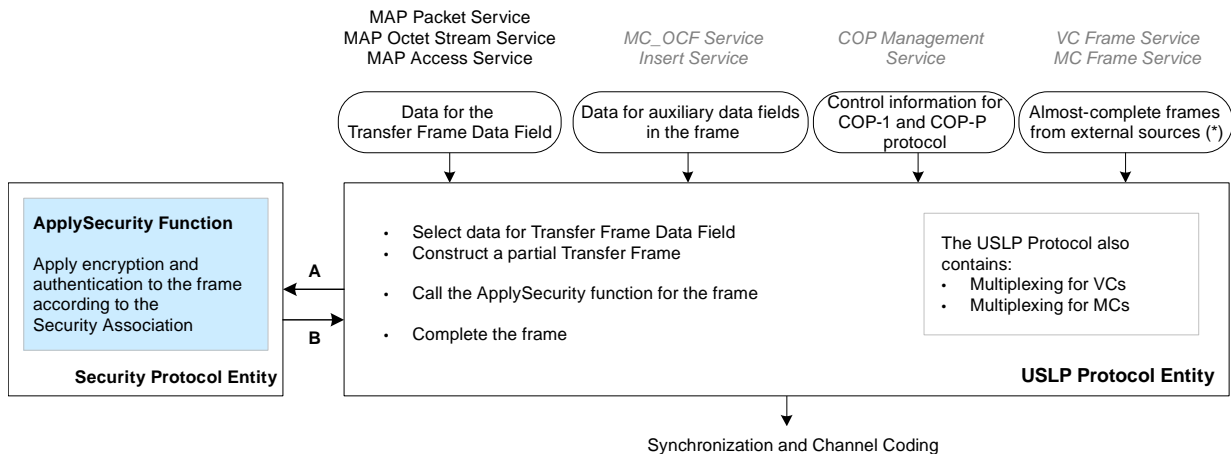 MAP Packet Service
MAP Octet Stream Service
MAP Access Service
MC_OCF Service
Insert Service
COP Management
Service
VC Frame Service
MC Frame Service
Data for the
Transfer Frame Data Field
Data for auxiliary data fields
in the frame
Control information for
COP-1 and COP-P
protocol
Almost-complete frames
from external sources (*)
ApplySecurity Function
Apply encryption and
authentication to the frame
according to the
Security Association
Security Protocol Entity
A
B
• Select data for Transfer Frame Data Field
• Construct a partial Transfer Frame
• Call the ApplySecurity function for the frame
• Complete the frame
The USLP Protocol also
contains:
• Multiplexing for VCs
• Multiplexing for MCs
USLP Protocol Entity
Synchronization and Channel Coding